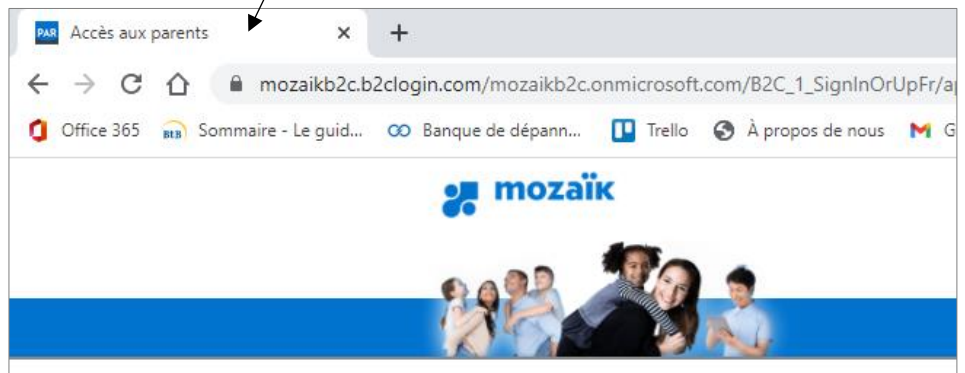 PAR Accès aux parents
mozaikb2c.b2clogin.com/mozaikb2c.onmicrosoft.com/B2C_1_SignInOrUpFr/a
Office 365 BtB Sommaire - Le guid... Banque de dépann... Trello À propos de nous G
mozaïk